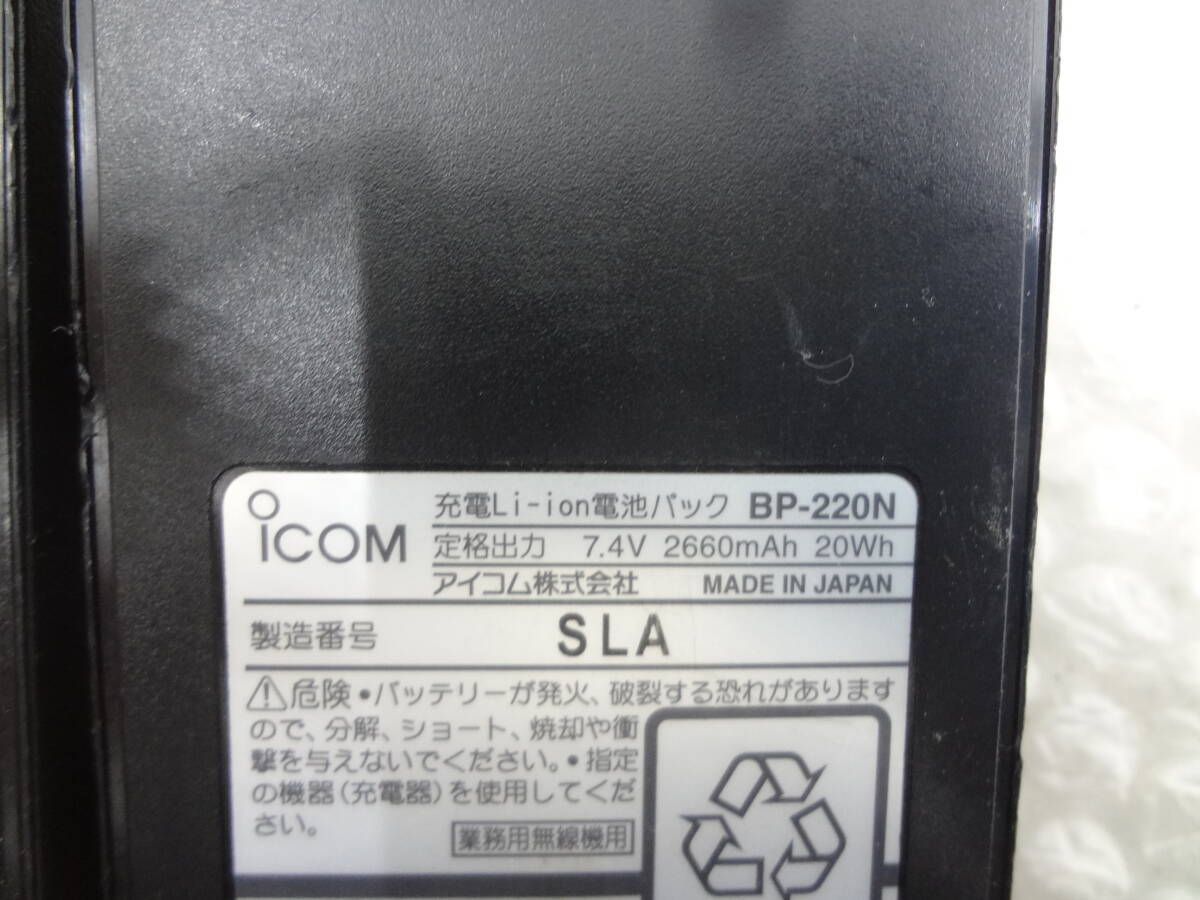 ICOM
充電Li-ion電池パック BP-220N
定格出力 7.4V 2660mAh 20Wh
アイコム株式会社 MADE IN JAPAN
製造番号 SLA
⚠危険•バッテリーが発火、破裂する恐れがあります
ので、分解、ショート、焼却や衝
撃を与えないでください。•指定
の機器(充電器)を使用してくだ
さい。
業務用無線機用